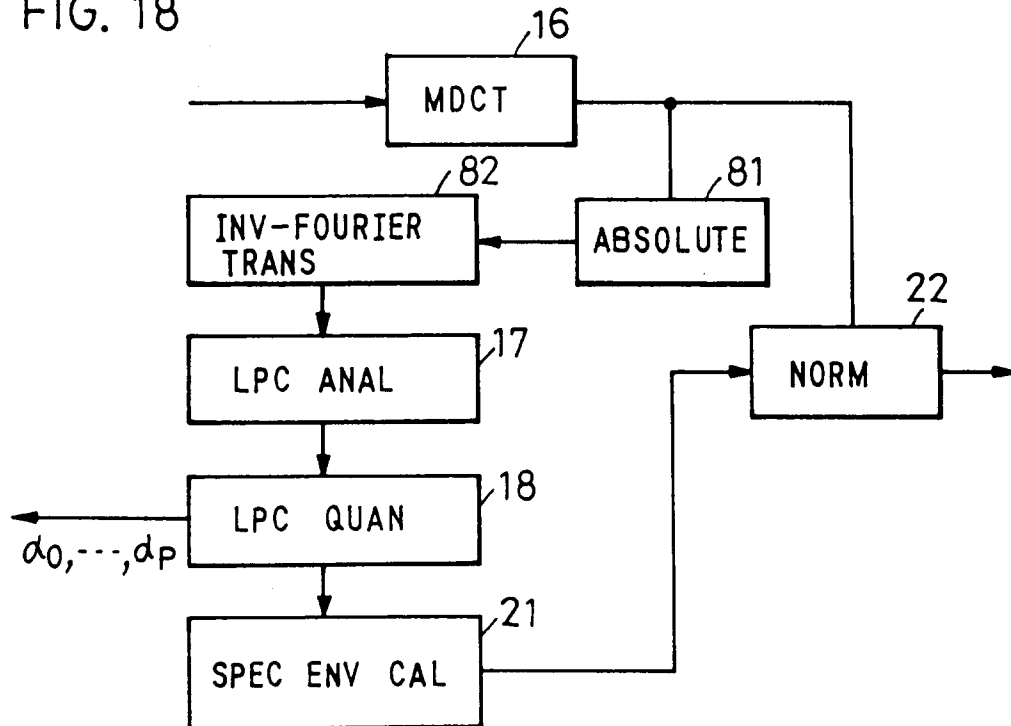 FIG. 18
16
MDCT
82
81
INV-FOURIER
TRANS
ABSOLUTE
22
17
LPC ANAL
NORM
18
LPC QUAN
α0,---,αP
21
SPEC ENV CAL